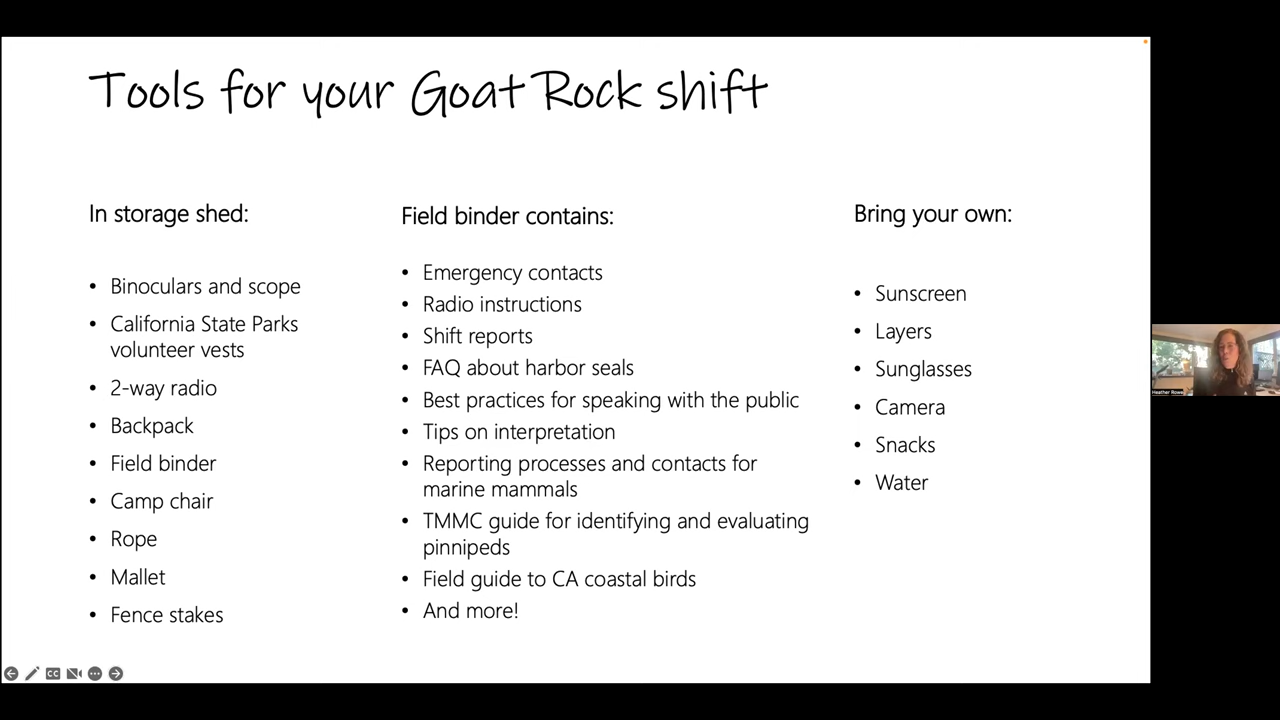 Tools for your Goat Rock shift
In storage shed:
• Binoculars and scope
• California State Parks
volunteer vests
• 2-way radio
• Backpack
• Field binder
• Camp chair
• Rope
• Mallet
• Fence stakes
Field binder contains:
• Emergency contacts
• Radio instructions
• Shift reports
• FAQ about harbor seals
• Best practices for speaking with the public
• Tips on interpretation
• Reporting processes and contacts for
marine mammals
• TMMC guide for identifying and evaluating
pinnipeds
• Field guide to CA coastal birds
• And more!
Bring your own:
• Sunscreen
• Layers
• Sunglasses
• Camera
• Snacks
• Water
CC
Heather Rowe